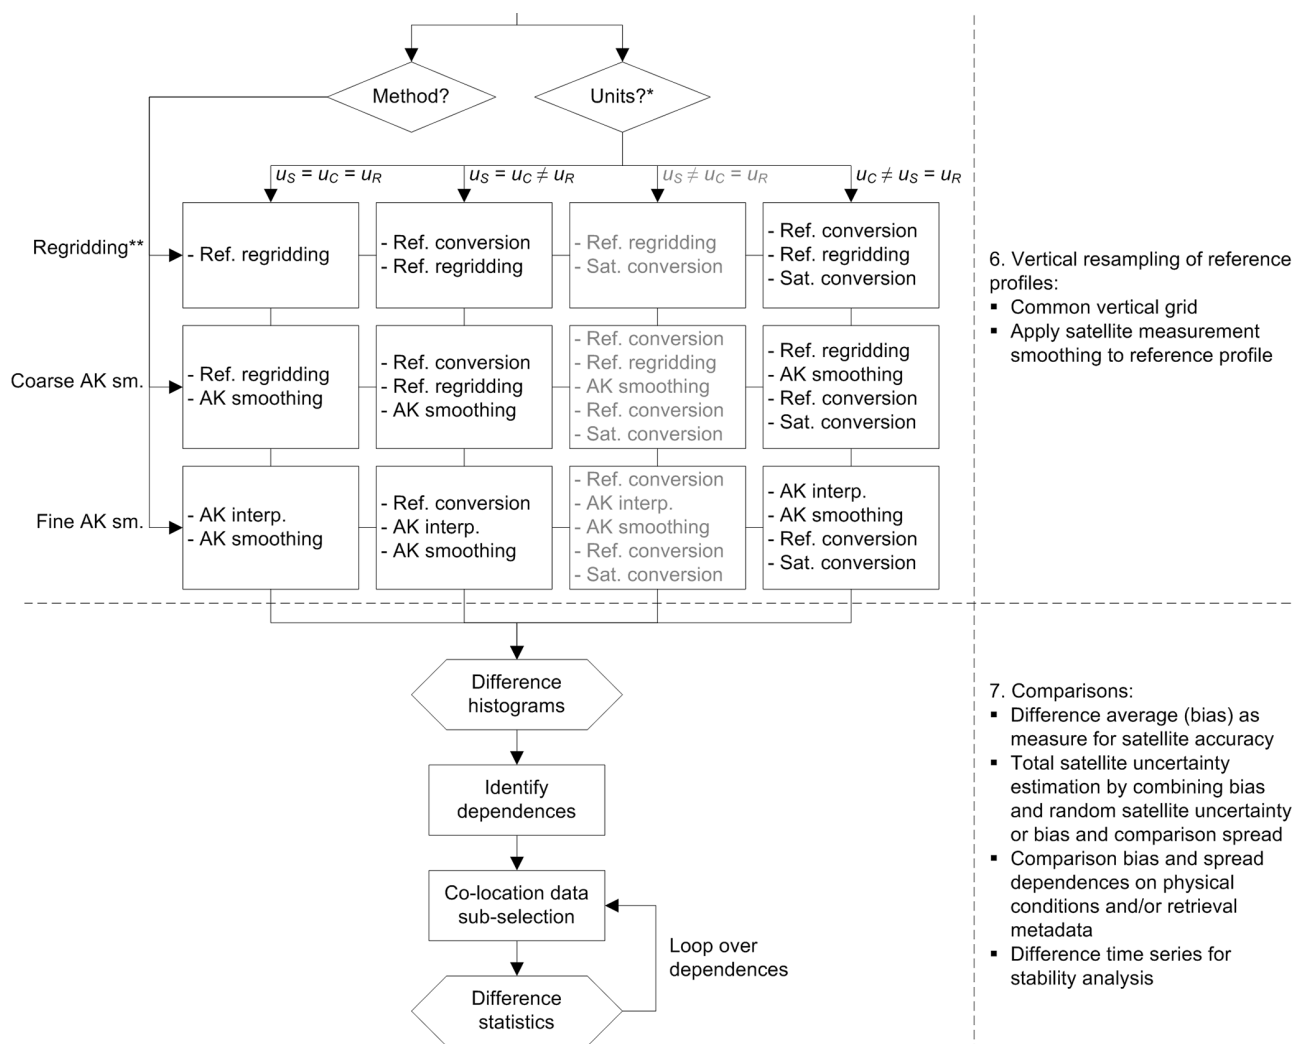 Method?
Units?*
uS = uC = uR
uS = uC ≠ uR
uS ≠ uC = uR
uC ≠ uS = uR
Regridding**
- Ref. regridding
- Ref. conversion
- Ref. regridding
- Ref. regridding
- Sat. conversion
- Ref. conversion
- Ref. regridding
- Sat. conversion
Coarse AK sm.
- Ref. regridding
- AK smoothing
- Ref. conversion
- Ref. regridding
- AK smoothing
- Ref. conversion
- Ref. regridding
- AK smoothing
- Ref. conversion
- Sat. conversion
- Ref. regridding
- AK smoothing
- Ref. conversion
- Sat. conversion
Fine AK sm.
- AK interp.
- AK smoothing
- Ref. conversion
- AK interp.
- AK smoothing
- Ref. conversion
- AK interp.
- AK smoothing
- Ref. conversion
- Sat. conversion
- AK interp.
- AK smoothing
- Ref. conversion
- Sat. conversion
6. Vertical resampling of reference
profiles:
▪ Common vertical grid
▪ Apply satellite measurement
smoothing to reference profile
Difference
histograms
Identify
dependences
Co-location data
sub-selection
Loop over
dependences
Difference
statistics
7. Comparisons:
▪ Difference average (bias) as
measure for satellite accuracy
▪ Total satellite uncertainty
estimation by combining bias
and random satellite uncertainty
or bias and comparison spread
▪ Comparison bias and spread
dependences on physical
conditions and/or retrieval
metadata
▪ Difference time series for
stability analysis